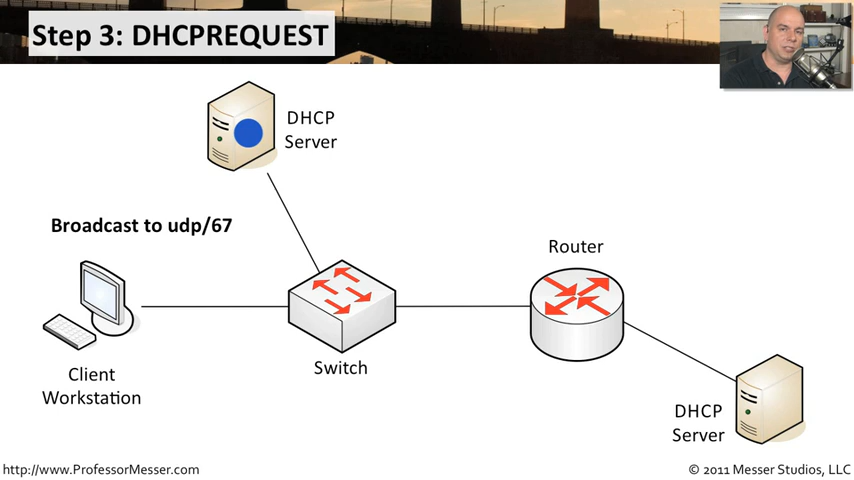 Step 3: DHCPREQUEST
DHCP
Server
Broadcast to udp/67
Router
Switch
Client
Workstation
DHCP
Server
http://www.ProfessorMesser.com
© 2011 Messer Studios, LLC